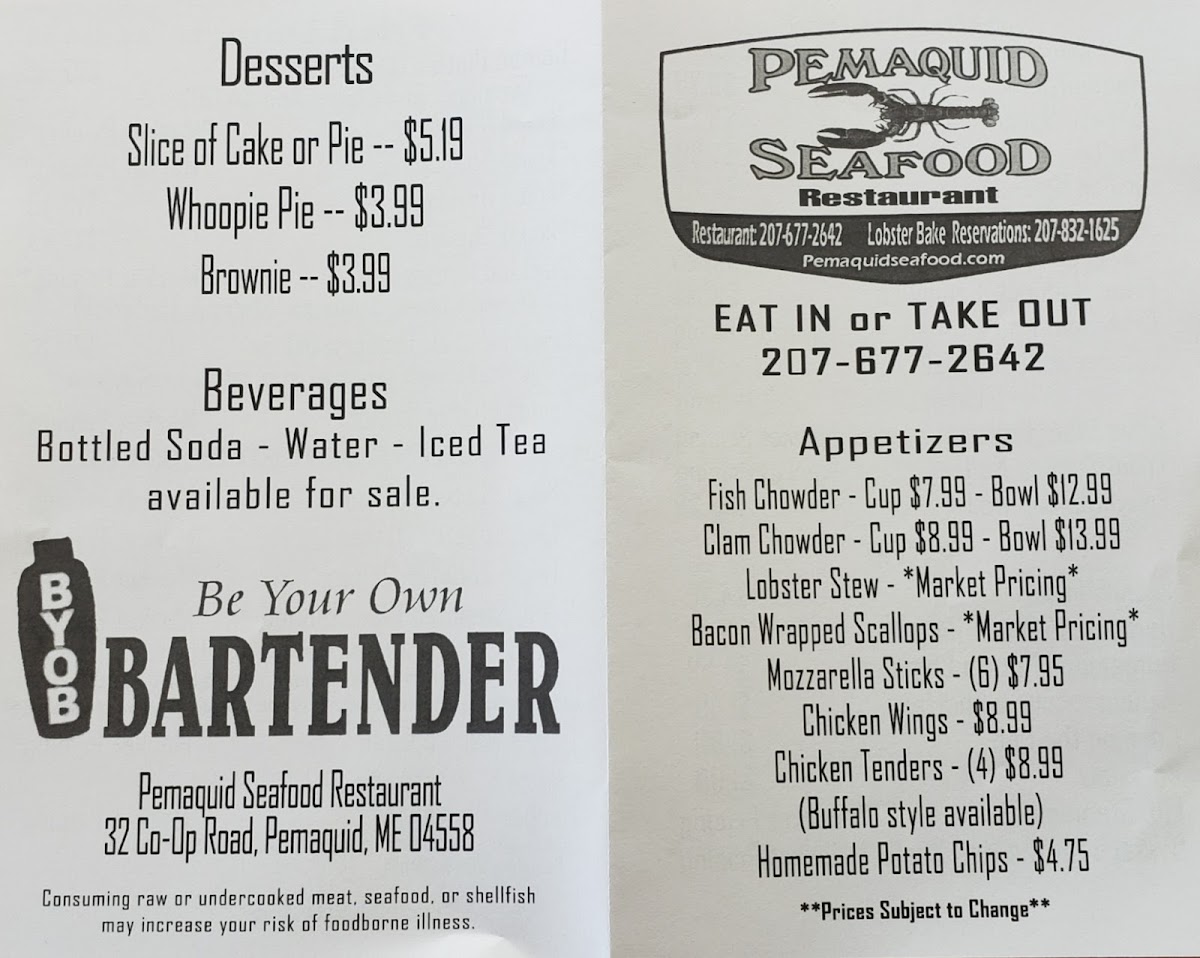 Desserts
Slice of Cake or Pie -- $5.19
Whoopie Pie -- $3.99
Brownie -- $3.99
Beverages
Bottled Soda - Water - Iced Tea
available for sale.
BYOB
Be Your Own
BARTENDER
Pemaquid Seafood Restaurant
32 Co-Op Road, Pemaquid, ME 04558
Consuming raw or undercooked meat, seafood, or shellfish
may increase your risk of foodborne illness.
PEMAQUID
SEAFOOD
Restaurant
Restaurant: 207-677-2642 Lobster Bake Reservations: 207-832-1625
Pemaquidseafood.com
EAT IN or TAKE OUT
207-677-2642
Appetizers
Fish Chowder - Cup $7.99 - Bowl $12.99
Clam Chowder - Cup $8.99 - Bowl $13.99
Lobster Stew - *Market Pricing*
Bacon Wrapped Scallops - *Market Pricing*
Mozzarella Sticks - (6) $7.95
Chicken Wings - $8.99
Chicken Tenders - (4) $8.99
(Buffalo style available)
Homemade Potato Chips - $4.75
**Prices Subject to Change**